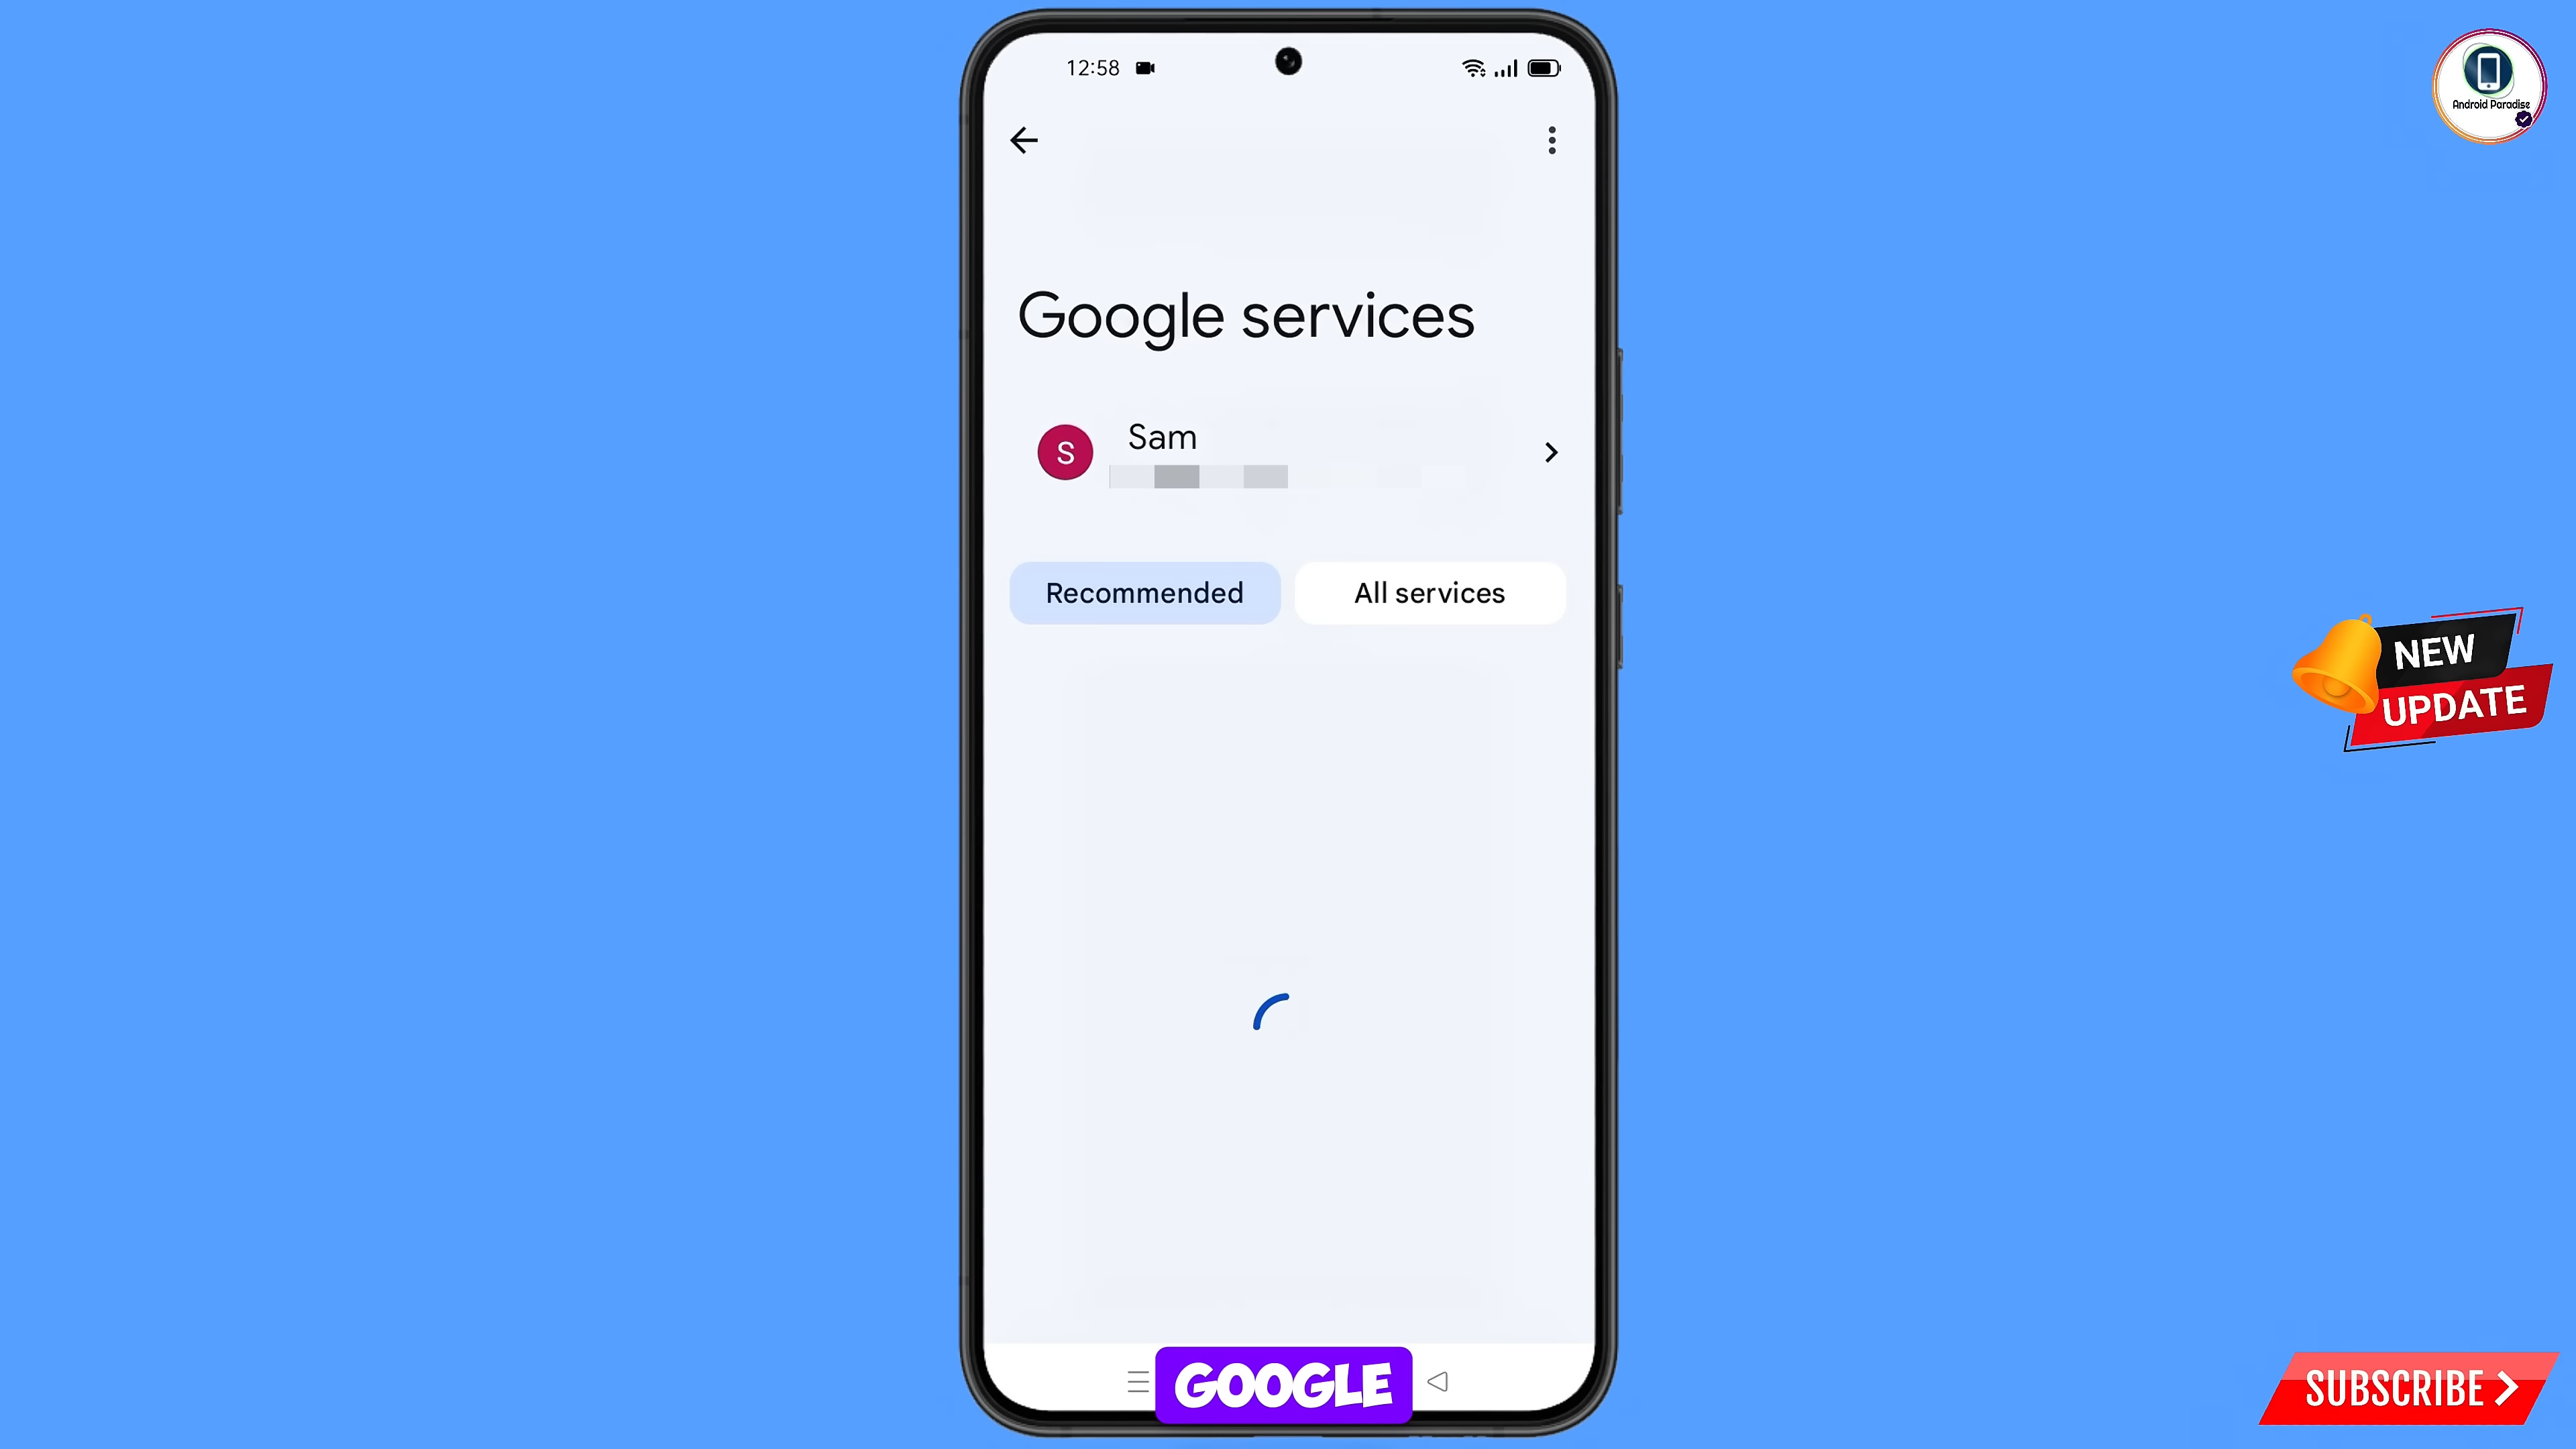 12:58
Android Paradise
Google services
S
Sam
Recommended
All services
NEW
UPDATE
GOOGLE
SUBSCRIBE